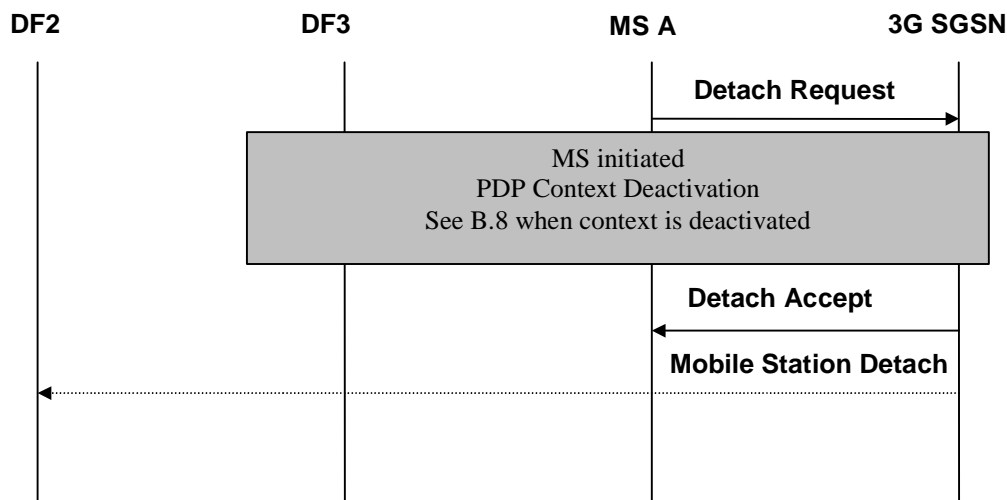 DF2 DF3 MS A 3G SGSN
Detach Request
MS initiated
PDP Context Deactivation
See B.8 when context is deactivated
Detach Accept
Mobile Station Detach